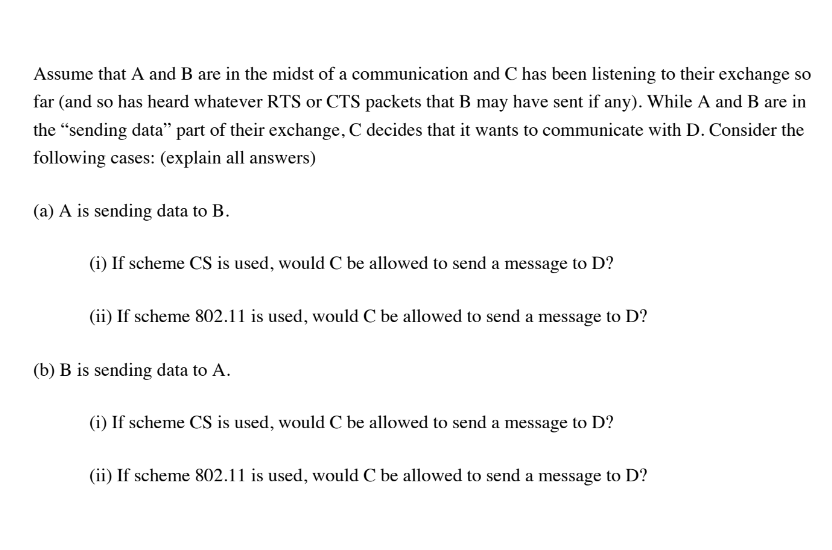 Assume that A and B are in the midst of a communication and C has been listening to their exchange so
far (and so has heard whatever RTS or CTS packets that B may have sent if any). While A and B are in
the “sending data” part of their exchange, C decides that it wants to communicate with D. Consider the
following cases: (explain all answers)
(a) A is sending data to B.
(i) If scheme CS is used, would C be allowed to send a message to D?
(ii) If scheme 802.11 is used, would C be allowed to send a message to D?
(b) B is sending data to A.
(i) If scheme CS is used, would C be allowed to send a message to D?
(ii) If scheme 802.11 is used, would C be allowed to send a message to D?